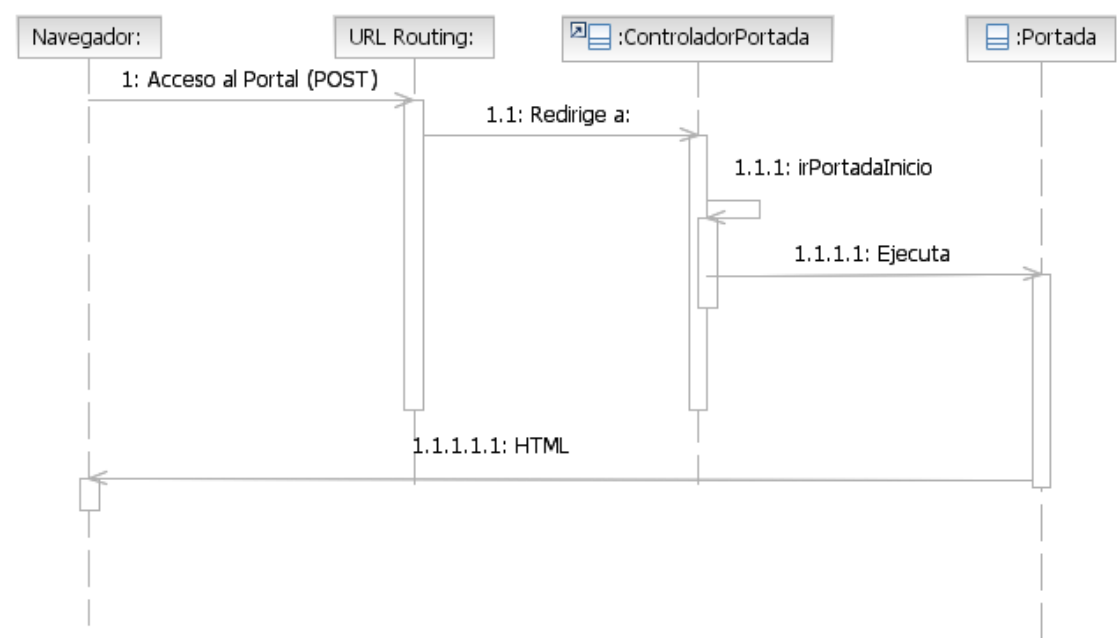 Navegador:
URL Routing:
:ControladorPortada
:Portada
1: Acceso al Portal (POST)
1.1: Redirige a:
1.1.1: irPortadaInicio
1.1.1.1: Ejecuta
1.1.1.1.1: HTML